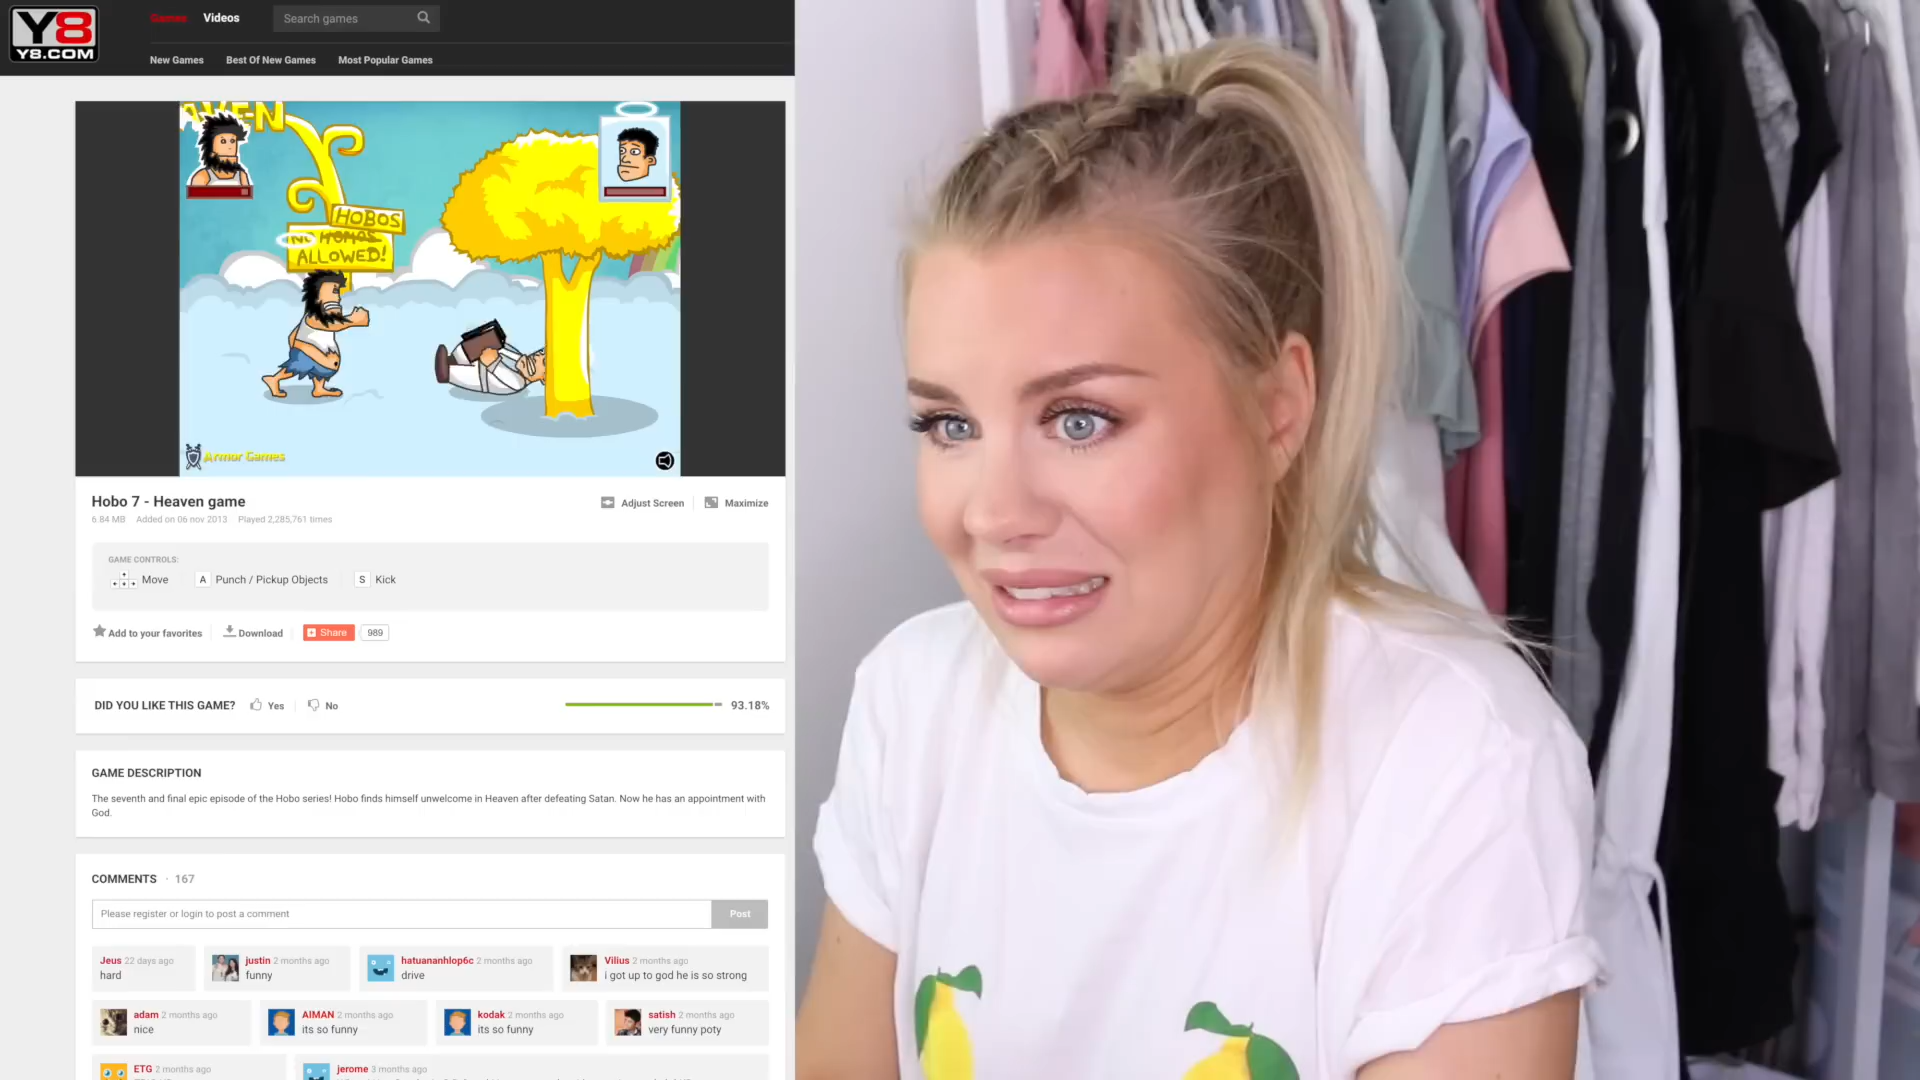 Y8
Y8.COM
Games
Videos
Search games
New Games
Best Of New Games
Most Popular Games
HOBOS
NO HOMOS
ALLOWED!
Armor Games
Hobo 7 - Heaven game
Adjust Screen
Maximize
6.84 MB Added on 06 nov 2013 Played 2,285,761 times
GAME CONTROLS:
Move
A Punch / Pickup Objects
S Kick
Add to your favorites
Download
Share
989
DID YOU LIKE THIS GAME?
Yes
No
93.18%
GAME DESCRIPTION
The seventh and final epic episode of the Hobo series! Hobo finds himself unwelcome in Heaven after defeating Satan. Now he has an appointment with
God.
COMMENTS · 167
Please register or login to post a comment
Post
Jeus 22 days ago
hard
justin 2 months ago
funny
hatuananhlop6c 2 months ago
drive
Vilius 2 months ago
i got up to god he is so strong
adam 2 months ago
nice
AIMAN 2 months ago
its so funny
kodak 2 months ago
its so funny
satish 2 months ago
very funny poty
ETG 2 months ago
jerome 3 months ago